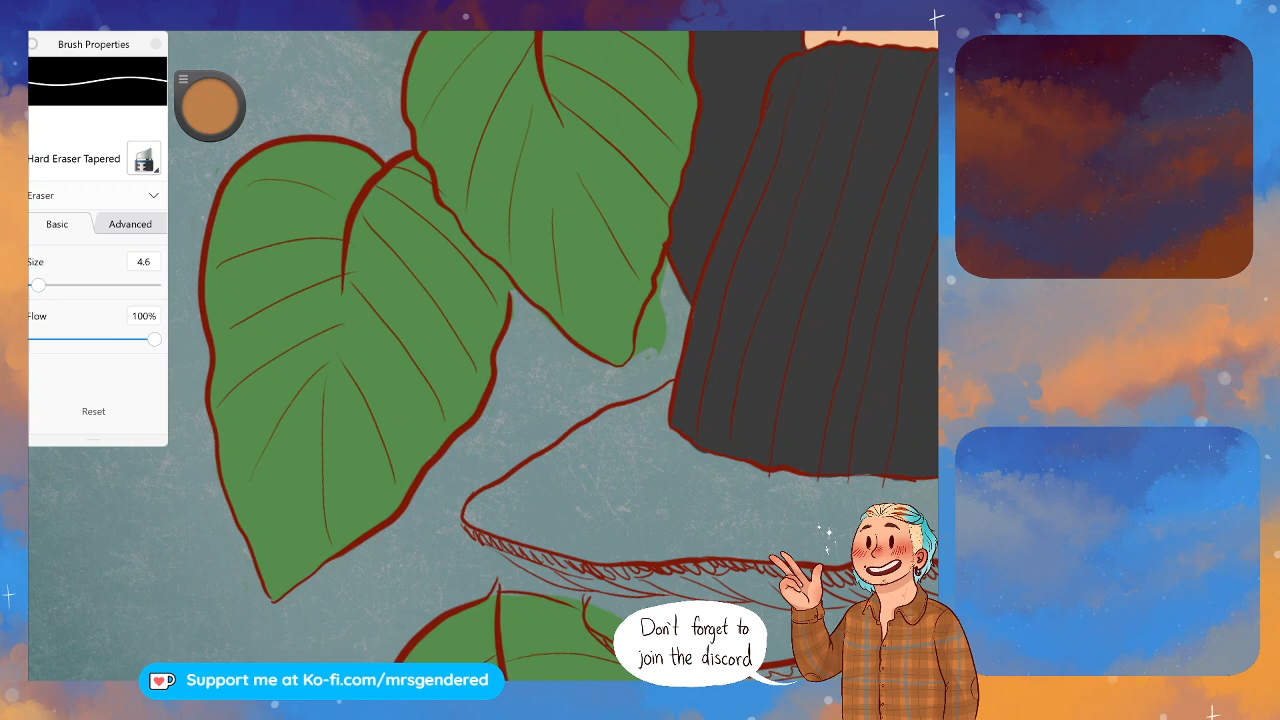 Brush Properties
Hard Eraser Tapered
Eraser
Basic
Advanced
Size
4.6
Flow
100%
Reset
Don't forget to
join the discord
Support me at Ko-fi.com/mrsgendered